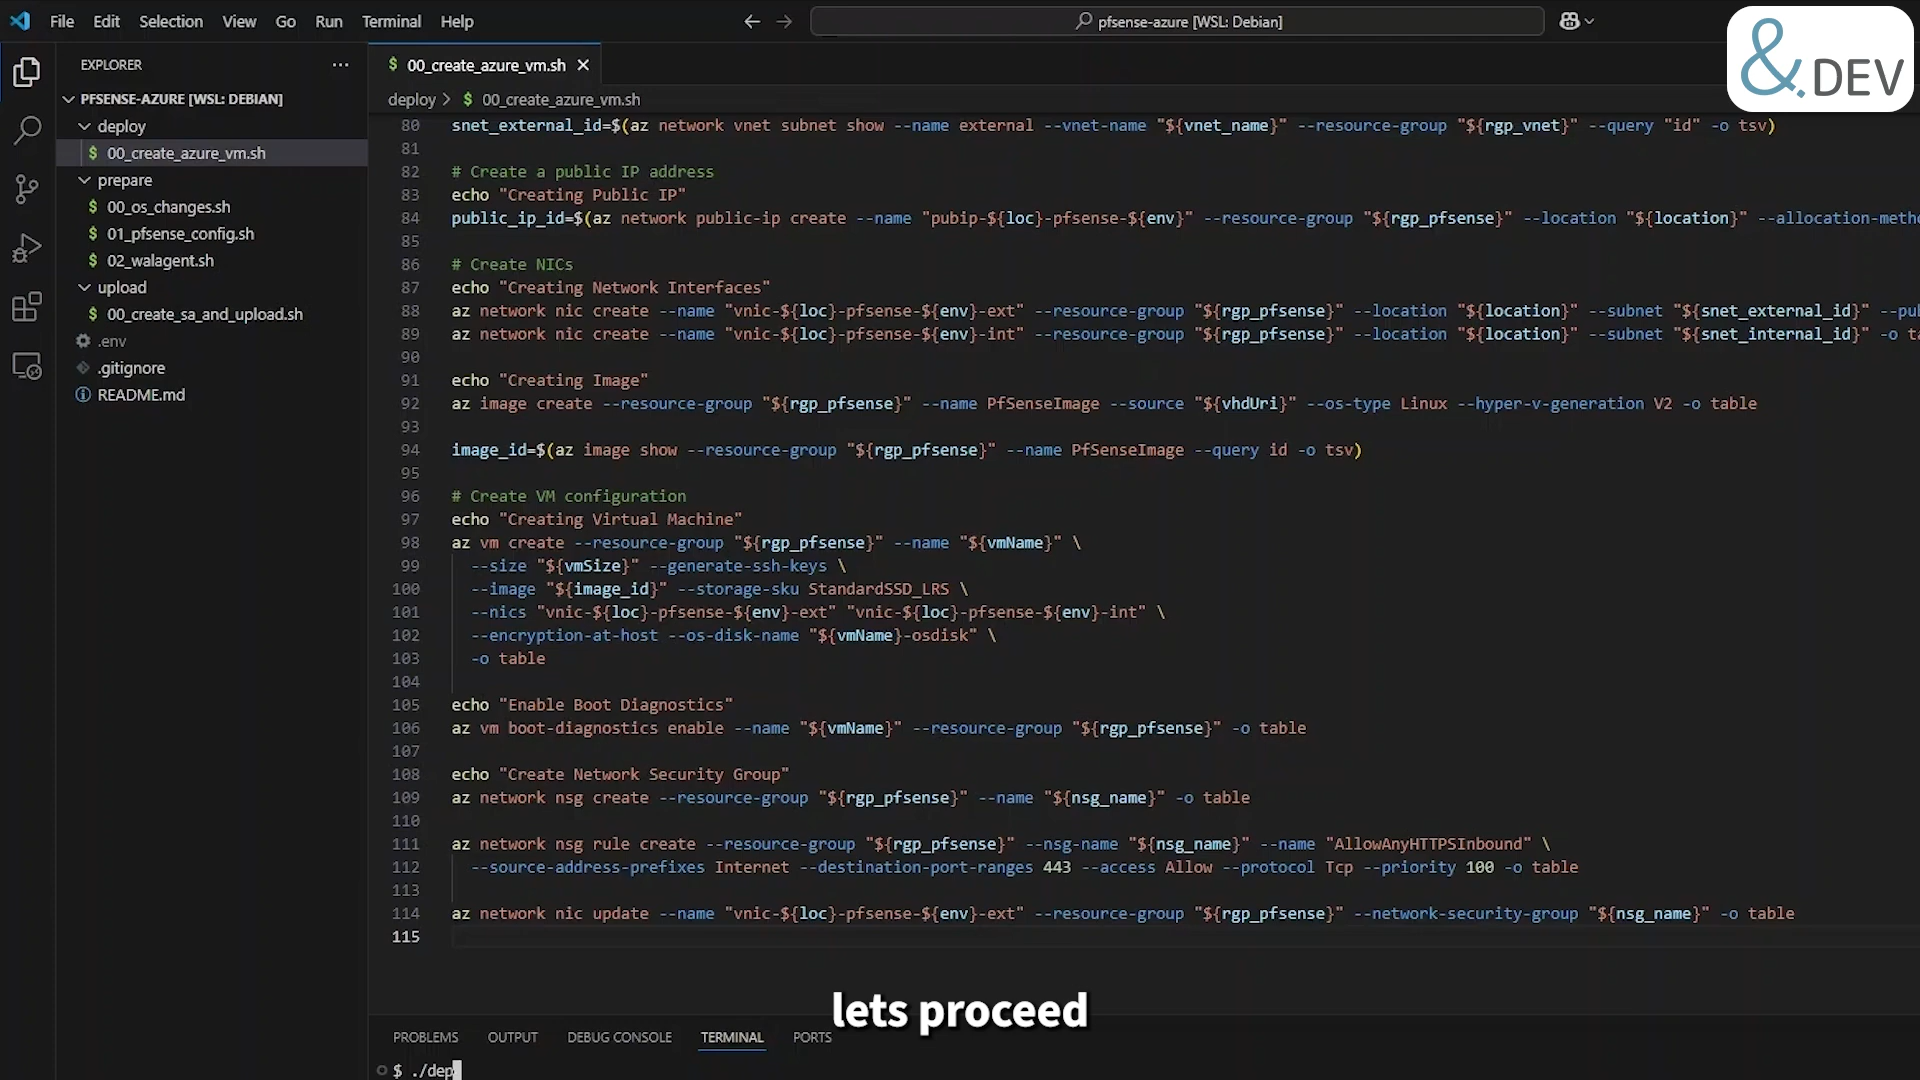 File Edit Selection View Go Run Terminal Help
pfsense-azure [WSL: Debian]
&.DEV
EXPLORER
PFSENSE-AZURE [WSL: DEBIAN]
deploy
$ 00_create_azure_vm.sh
prepare
$ 00_os_changes.sh
$ 01_pfsense_config.sh
$ 02_walagent.sh
upload
$ 00_create_sa_and_upload.sh
.env
.gitignore
README.md
$ 00_create_azure_vm.sh
deploy > $ 00_create_azure_vm.sh
80 snet_external_id=$(az network vnet subnet show --name external --vnet-name "${vnet_name}" --resource-group "${rgp_vnet}" --query "id" -o tsv)
81
82 # Create a public IP address
83 echo "Creating Public IP"
84 public_ip_id=$(az network public-ip create --name "pubip-${loc}-pfsense-${env}" --resource-group "${rgp_pfsense}" --location "${location}" --allocation-metho
85
86 # Create NICs
87 echo "Creating Network Interfaces"
88 az network nic create --name "vnic-${loc}-pfsense-${env}-ext" --resource-group "${rgp_pfsense}" --location "${location}" --subnet "${snet_external_id}" --pu
89 az network nic create --name "vnic-${loc}-pfsense-${env}-int" --resource-group "${rgp_pfsense}" --location "${location}" --subnet "${snet_internal_id}" -o ta
90
91 echo "Creating Image"
92 az image create --resource-group "${rgp_pfsense}" --name PfSenseImage --source "${vhdUri}" --os-type Linux --hyper-v-generation V2 -o table
93
94 image_id=$(az image show --resource-group "${rgp_pfsense}" --name PfSenseImage --query id -o tsv)
95
96 # Create VM configuration
97 echo "Creating Virtual Machine"
98 az vm create --resource-group "${rgp_pfsense}" --name "${vmName}" \
99 --size "${vmSize}" --generate-ssh-keys \
100 --image "${image_id}" --storage-sku StandardSSD_LRS \
101 --nics "vnic-${loc}-pfsense-${env}-ext" "vnic-${loc}-pfsense-${env}-int" \
102 --encryption-at-host --os-disk-name "${vmName}-osdisk" \
103 -o table
104
105 echo "Enable Boot Diagnostics"
106 az vm boot-diagnostics enable --name "${vmName}" --resource-group "${rgp_pfsense}" -o table
107
108 echo "Create Network Security Group"
109 az network nsg create --resource-group "${rgp_pfsense}" --name "${nsg_name}" -o table
110
111 az network nsg rule create --resource-group "${rgp_pfsense}" --nsg-name "${nsg_name}" --name "AllowAnyHTTPSInbound" \
112 --source-address-prefixes Internet --destination-port-ranges 443 --access Allow --protocol Tcp --priority 100 -o table
113
114 az network nic update --name "vnic-${loc}-pfsense-${env}-ext" --resource-group "${rgp_pfsense}" --network-security-group "${nsg_name}" -o table
115
lets proceed
PROBLEMS OUTPUT DEBUG CONSOLE TERMINAL PORTS
$ ./dep